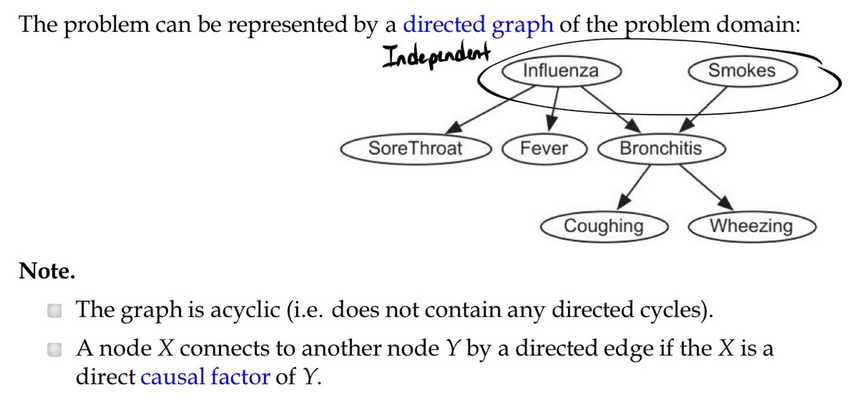 The problem can be represented by a directed graph of the problem domain:
Independent
Influenza
Smokes
SoreThroat
Fever
Bronchitis
Coughing
Wheezing
Note.
The graph is acyclic (i.e. does not contain any directed cycles).
A node X connects to another node Y by a directed edge if the X is a
direct causal factor of Y.